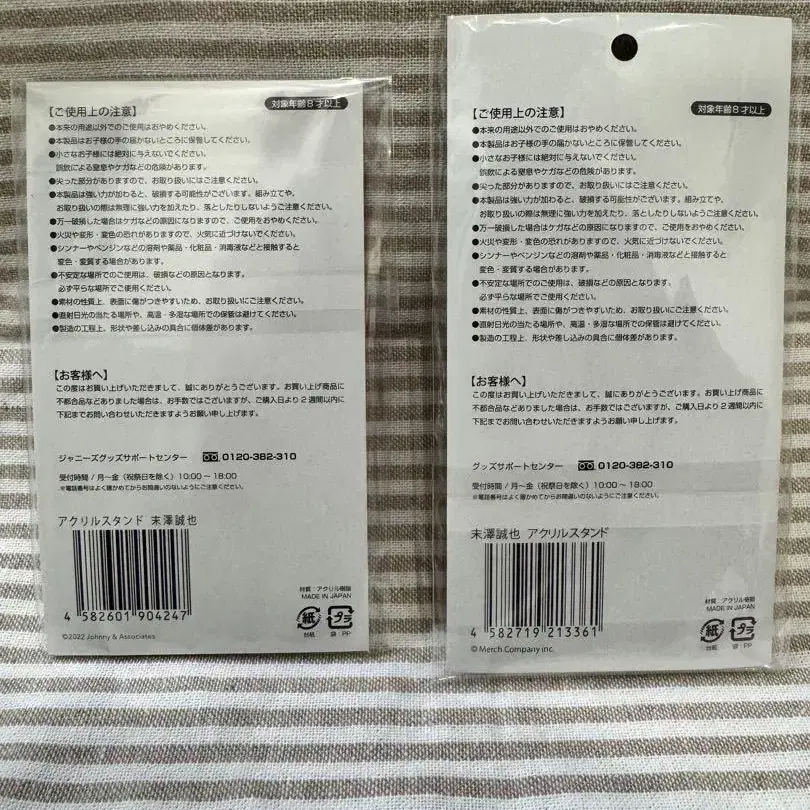 【ご使用上の注意】
対象年齢8才以上
●本来の用途以外でのご使用はおやめください。
●本製品はお子様の手の届かないところに保管してください。
●小さなお子様には絶対に与えないでください。
誤飲による窒息やケガなどの危険があります。
●尖った部分がありますので、お取り扱いにはご注意ください。
●本製品は強い力が加わると、破損する可能性がございます。組み立てや、
お取り扱いの際は無理に強い力を加えたり、落としたりしないようご注意ください。
●万一破損した場合はケガなどの原因になりますので、ご使用をおやめください。
●火災や変形・変色の恐れがありますので、火気に近づけないでください。
●シンナーやベンジンなどの溶剤や薬品・化粧品・消毒液などと接触すると
変色・変質する場合があります。
●不安定な場所でのご使用は、破損などの原因となります。
必ず平らな場所でご使用ください。
●素材の性質上、表面に傷がつきやすいため、お取り扱いにご注意ください。
●直射日光の当たる場所や、高温・多湿な場所での保管は避けてください。
●製造の工程上、形状や差し込みの具合に個体差があります。
【お客様へ】
この度はお買い上げいただきまして、誠にありがとうございます。お買い上げ商品に
不都合品などありました場合は、お手数ではございますが、ご購入日より2週間以内に
下記までお問い合わせいただきますようお願い申し上げます。
ジャニーズグッズサポートセンター 0120-382-310
受付時間／月～金（祝祭日を除く）10:00～18:00
※電話番号はよく確かめてからお間違いのないようにご注意ください。
アクリルスタンド 末澤誠也
4 582601 904247
材質：アクリル樹脂
MADE IN JAPAN
紙 プラ
台紙 袋：PP
©2022 Johnny & Associates
【ご使用上の注意】
対象年齢8才以上
●本来の用途以外でのご使用はおやめください。
●本製品はお子様の手の届かないところに保管してください。
●小さなお子様には絶対に与えないでください。
誤飲による窒息やケガなどの危険があります。
●尖った部分がありますので、お取り扱いにはご注意ください。
●本製品は強い力が加わると、破損する可能性がございます。組み立てや、
お取り扱いの際は無理に強い力を加えたり、落としたりしないようご注意ください。
●万一破損した場合はケガなどの原因になりますので、ご使用をおやめください。
●火災や変形・変色の恐れがありますので、火気に近づけないでください。
●シンナーやベンジンなどの溶剤や薬品・化粧品・消毒液などと接触すると
変色・変質する場合があります。
●不安定な場所でのご使用は、破損などの原因となります。
必ず平らな場所でご使用ください。
●素材の性質上、表面に傷がつきやすいため、お取り扱いにご注意ください。
●直射日光の当たる場所や、高温・多湿な場所での保管は避けてください。
●製造の工程上、形状や差し込みの具合に個体差があります。
【お客様へ】
この度はお買い上げいただきまして、誠にありがとうございます。お買い上げ商品に
不都合品などありました場合は、お手数ではございますが、ご購入日より2週間以内に
下記までお問い合わせいただきますようお願い申し上げます。
グッズサポートセンター 0120-382-310
受付時間／月～金（祝祭日を除く）10:00～18:00
※電話番号はよく確かめてからお間違いのないようにご注意ください。
末澤誠也 アクリルスタンド
4 582719 213361
材質：アクリル樹脂
MADE IN JAPAN
紙 プラ
台紙 袋：PP
© Merch Company inc.